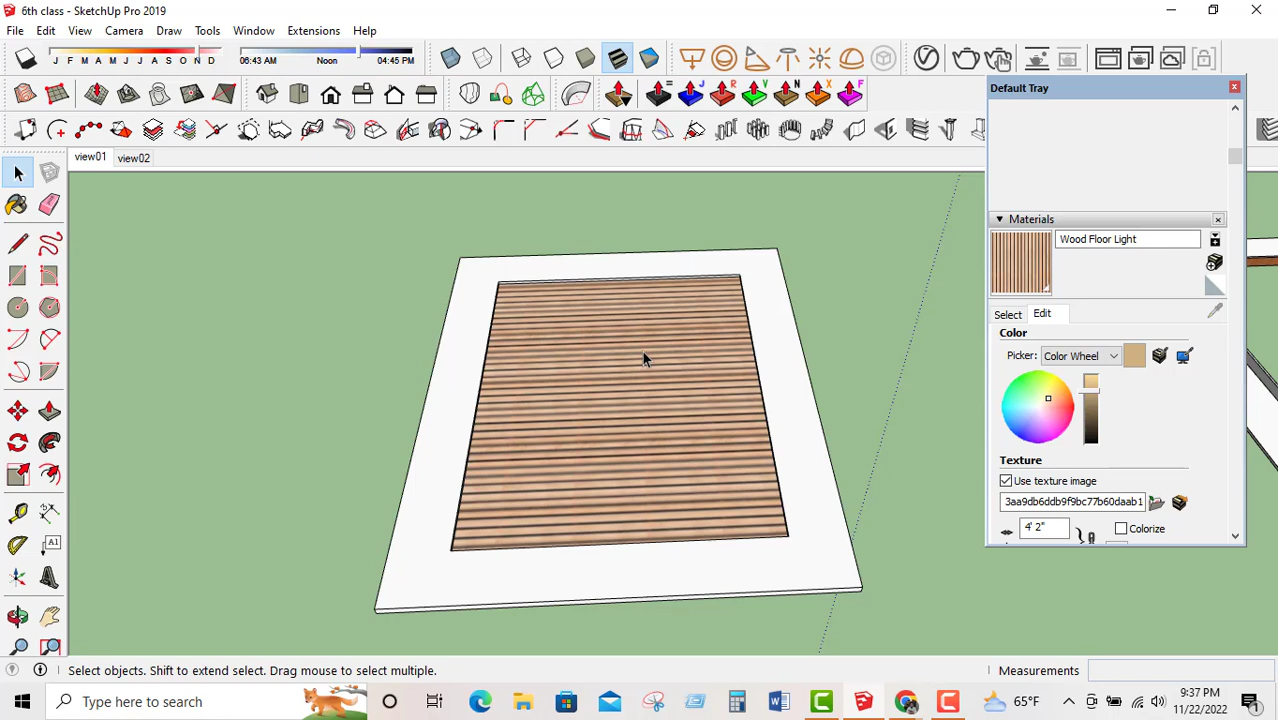 6th class - SketchUp Pro 2019
File Edit View Camera Draw Tools Window Extensions Help
J F M A M J J A S O N D 06:43 AM Noon 04:45 PM
= J R V N X F
Default Tray
view01 view02
Materials
Wood Floor Light
Select Edit
Color
Picker: Color Wheel
Texture
Use texture image
3aa9db6ddb9f9bc77b60daab1
4' 2" Colorize
A1
Select objects. Shift to extend select. Drag mouse to select multiple. Measurements
Type here to search 65°F 9:37 PM
11/22/2022